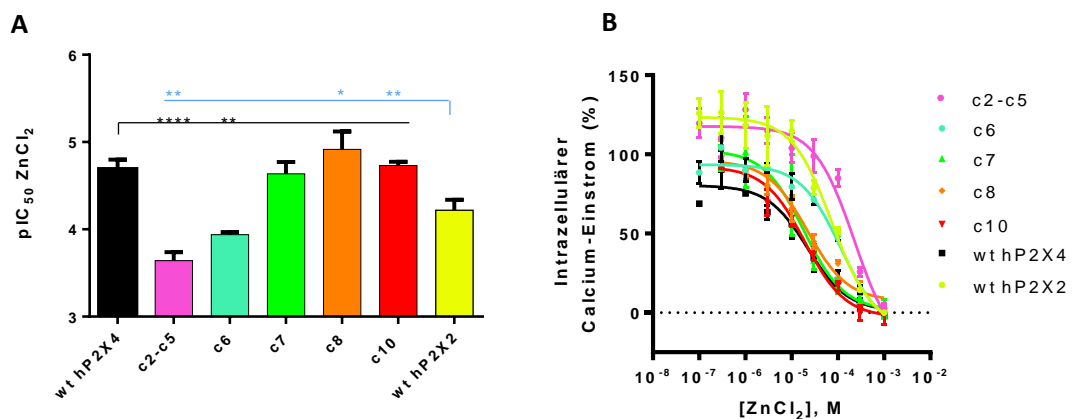 A
B
pIC50 ZnCl2
6
5
4
3
** * **
**** **
wt hP2X4
c2-c5
c6
c7
c8
c10
wt hP2X2
Intrazellulärer
Calcium-Einstrom (%)
150
100
50
0
10-8 10-7 10-6 10-5 10-4 10-3 10-2
[ZnCl2], M
c2-c5
c6
c7
c8
c10
wt hP2X4
wt hP2X2